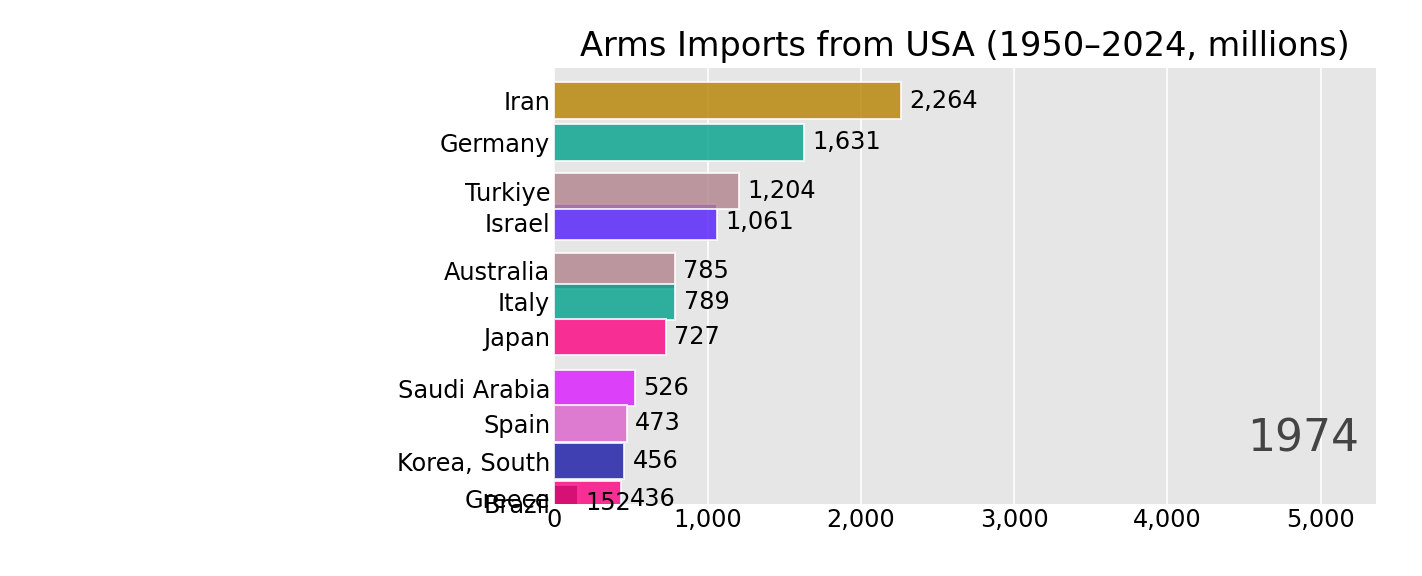 Arms Imports from USA (1950–2024, millions)
Iran 2,264
Germany 1,631
Turkiye 1,204
Israel 1,061
Australia 785
Italy 789
Japan 727
Saudi Arabia 526
Spain 473
Korea, South 456
Greece 436
Brazil 152
1974
0 1,000 2,000 3,000 4,000 5,000